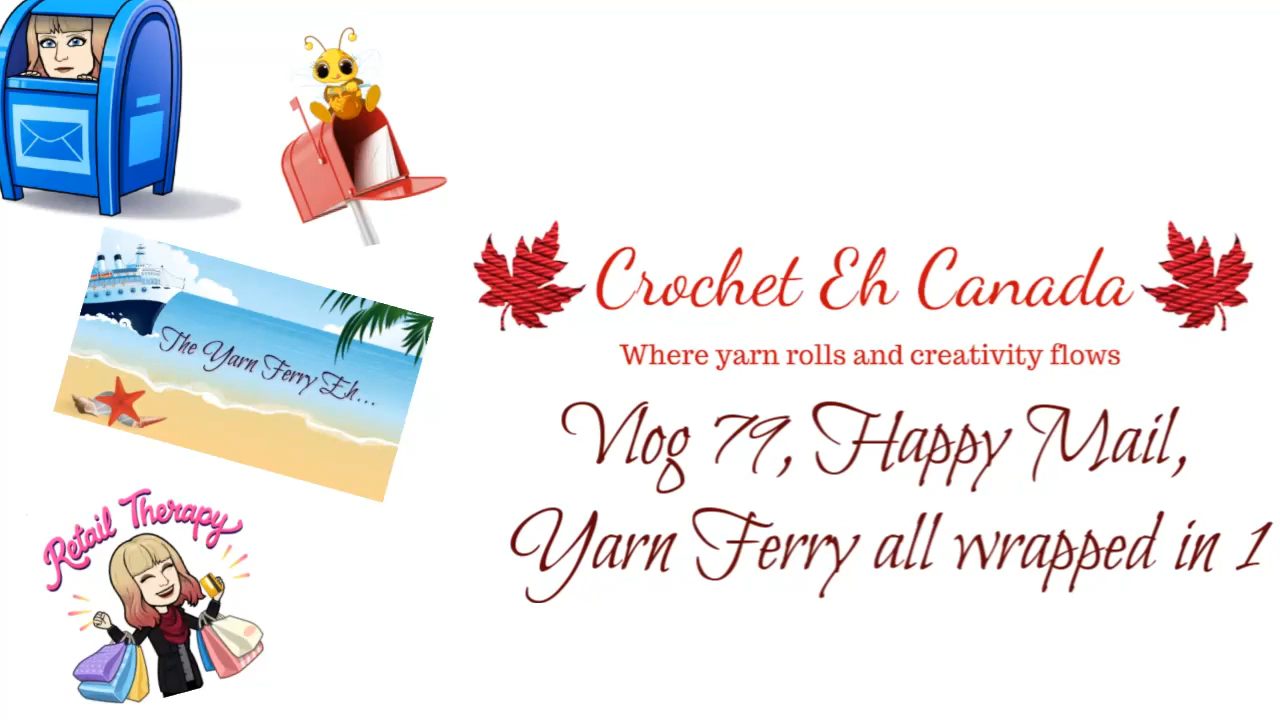 Crochet Eh Canada
Where yarn rolls and creativity flows
Vlog 79, Happy Mail,
Yarn Ferry all wrapped in 1
The Yarn Ferry Eh...
Retail Therapy